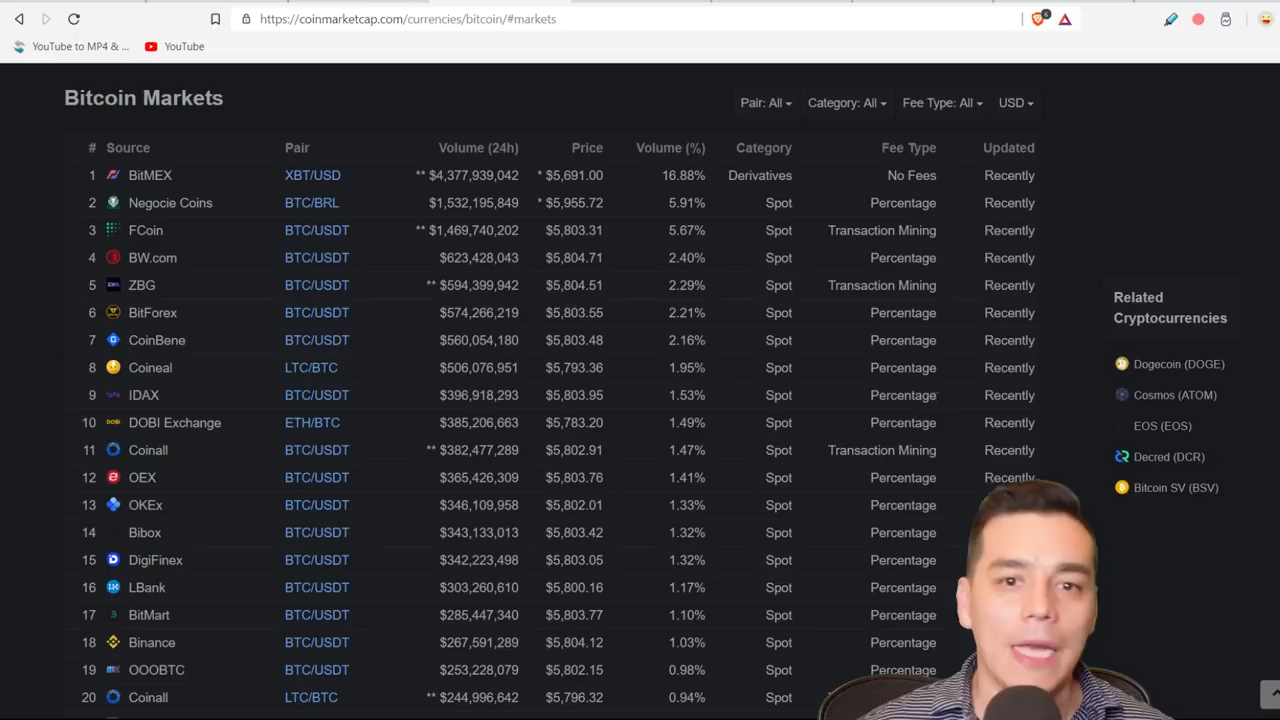 https://coinmarketcap.com/currencies/bitcoin/#markets
6
YouTube to MP4 & ... YouTube
Bitcoin Markets
Pair: All Category: All Fee Type: All USD
# Source Pair Volume (24h) Price Volume (%) Category Fee Type Updated
1 BitMEX XBT/USD ** $4,377,939,042 * $5,691.00 16.88% Derivatives No Fees Recently
2 Negocie Coins BTC/BRL $1,532,195,849 * $5,955.72 5.91% Spot Percentage Recently
3 FCoin BTC/USDT ** $1,469,740,202 $5,803.31 5.67% Spot Transaction Mining Recently
4 BW.com BTC/USDT $623,428,043 $5,804.71 2.40% Spot Percentage Recently
5 ZBG BTC/USDT ** $594,399,942 $5,804.51 2.29% Spot Transaction Mining Recently
6 BitForex BTC/USDT $574,266,219 $5,803.55 2.21% Spot Percentage Recently
7 CoinBene BTC/USDT $560,054,180 $5,803.48 2.16% Spot Percentage Recently
8 Coineal LTC/BTC $506,076,951 $5,793.36 1.95% Spot Percentage Recently
9 IDAX BTC/USDT $396,918,293 $5,803.95 1.53% Spot Percentage Recently
10 DOBI Exchange ETH/BTC $385,206,663 $5,783.20 1.49% Spot Percentage Recently
11 Coinall BTC/USDT ** $382,477,289 $5,802.91 1.47% Spot Transaction Mining Recently
12 OEX BTC/USDT $365,426,309 $5,803.76 1.41% Spot Percentage Recently
13 OKEx BTC/USDT $346,109,958 $5,802.01 1.33% Spot Percentage
14 Bibox BTC/USDT $343,133,013 $5,803.42 1.32% Spot Percentage
15 DigiFinex BTC/USDT $342,223,498 $5,803.05 1.32% Spot Percentage
16 LBank BTC/USDT $303,260,610 $5,800.16 1.17% Spot Percentage
17 BitMart BTC/USDT $285,447,340 $5,803.77 1.10% Spot Percentage
18 Binance BTC/USDT $267,591,289 $5,804.12 1.03% Spot Percentage
19 OOOBTC BTC/USDT $253,228,079 $5,802.15 0.98% Spot Percentage
20 Coinall LTC/BTC ** $244,996,642 $5,796.32 0.94% Spot
Related
Cryptocurrencies
Dogecoin (DOGE)
Cosmos (ATOM)
EOS (EOS)
Decred (DCR)
Bitcoin SV (BSV)